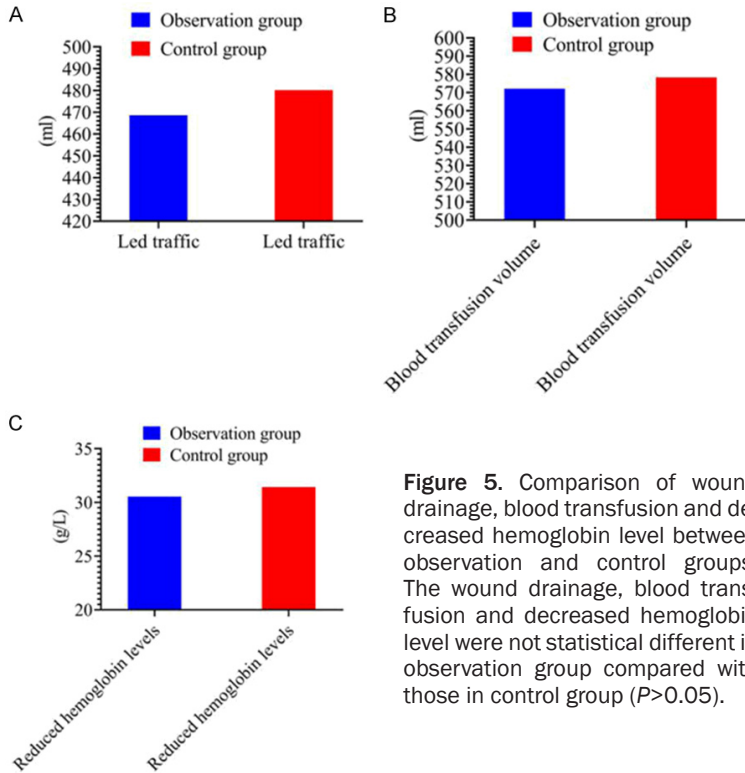 A
Observation group
Control group
500
490
480
470
460
450
440
430
420
(ml)
Led traffic
Led traffic
B
Observation group
Control group
600
590
580
570
560
550
540
530
520
510
500
(ml)
Blood transfusion volume
Blood transfusion volume
C
Observation group
Control group
35
30
25
20
(g/L)
Reduced hemoglobin levels
Reduced hemoglobin levels
Figure 5. Comparison of woun
drainage, blood transfusion and de
creased hemoglobin level betwee
observation and control groups
The wound drainage, blood trans
fusion and decreased hemoglobi
level were not statistical different i
observation group compared wit
those in control group (P>0.05).